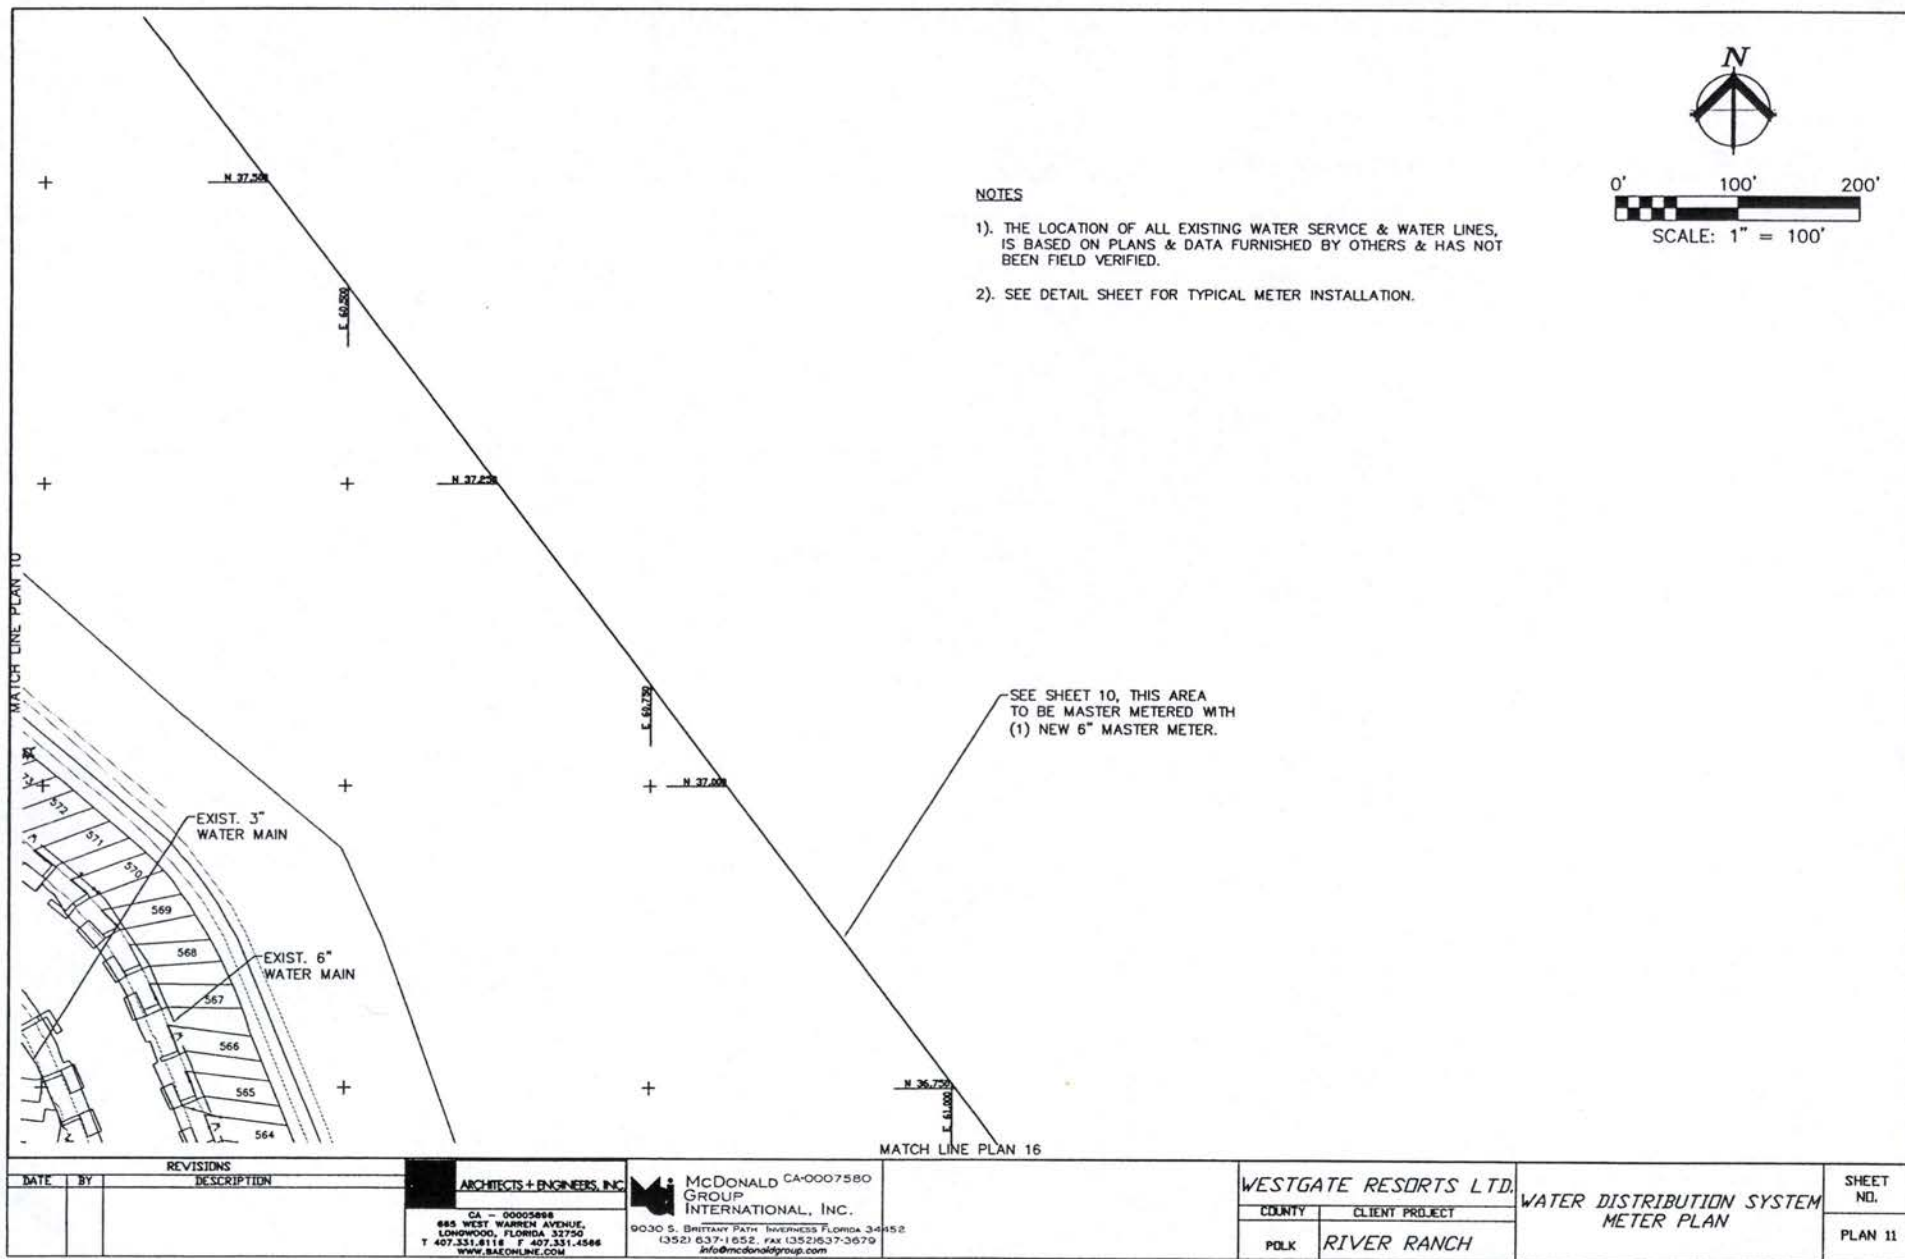 N
0' 100' 200'
SCALE: 1" = 100'
NOTES
1). THE LOCATION OF ALL EXISTING WATER SERVICE & WATER LINES,
IS BASED ON PLANS & DATA FURNISHED BY OTHERS & HAS NOT
BEEN FIELD VERIFIED.
2). SEE DETAIL SHEET FOR TYPICAL METER INSTALLATION.
N 37,500
E 60,500
N 37,250
MATCH LINE PLAN 10
E 60,750
SEE SHEET 10, THIS AREA
TO BE MASTER METERED WITH
(1) NEW 6" MASTER METER.
N 37,000
572
571
570
569
568
567
566
565
564
EXIST. 3"
WATER MAIN
EXIST. 6"
WATER MAIN
N 36,750
E 61,000
MATCH LINE PLAN 16
REVISIONS
DATE BY DESCRIPTION
ARCHITECTS + ENGINEERS, INC.
CA - 00005898
665 WEST WARREN AVENUE,
LONGWOOD, FLORIDA 32750
T 407.331.6116 F 407.331.4566
WWW.BAEONLINE.COM
McDONALD CA-0007580
GROUP
INTERNATIONAL, INC.
9030 S. BRITTANY PATH INVERNESS FLORIDA 34452
(352) 637-1652, FAX (352)637-3679
info@mcdonaldgroup.com
WESTGATE RESORTS LTD.
COUNTY CLIENT PROJECT
POLK RIVER RANCH
WATER DISTRIBUTION SYSTEM
METER PLAN
SHEET
NO.
PLAN 11